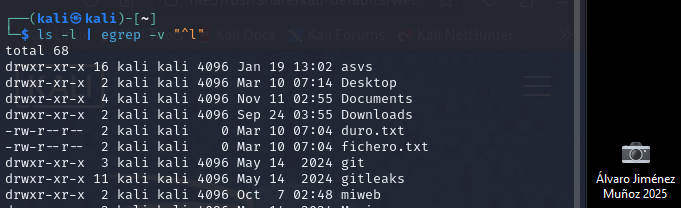 ┌──(kali㉿kali)-[~]
└─$ ls -l | egrep -v "^l"
total 68
drwxr-xr-x 16 kali kali 4096 Jan 19 13:02 asvs
drwxr-xr-x  2 kali kali 4096 Mar 10 07:14 Desktop
drwxr-xr-x  4 kali kali 4096 Nov 11 02:55 Documents
drwxr-xr-x  2 kali kali 4096 Sep 24 03:55 Downloads
-rw-r--r--  2 kali kali    0 Mar 10 07:04 duro.txt
-rw-r--r--  2 kali kali    0 Mar 10 07:04 fichero.txt
drwxr-xr-x  3 kali kali 4096 May 14  2024 git
drwxr-xr-x 11 kali kali 4096 May 14  2024 gitleaks
drwxr-xr-x  2 kali kali 4096 Oct  7 02:48 miweb
Kali Docs
Kali Forums
Kali NetHunter
Álvaro Jiménez
Muñoz 2025